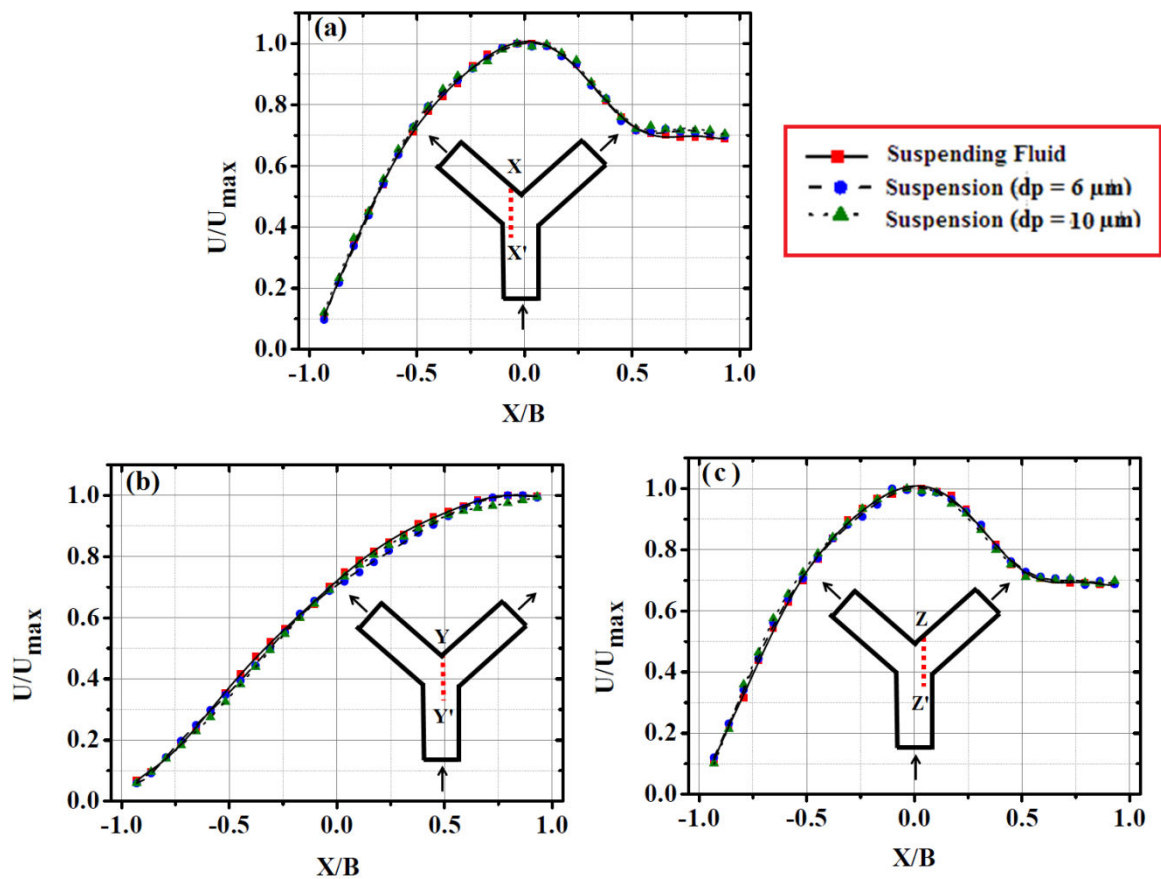 (a)
1.0
0.8
0.6
0.4
0.2
0.0
U/Umax
X
X'
-1.0 -0.5 0.0 0.5 1.0
X/B
Suspending Fluid
Suspension (dp = 6 µm)
Suspension (dp = 10 µm)
(b)
1.0
0.8
0.6
0.4
0.2
0.0
U/Umax
Y
Y'
-1.0 -0.5 0.0 0.5 1.0
X/B
(c)
1.0
0.8
0.6
0.4
0.2
0.0
U/Umax
Z
Z'
-1.0 -0.5 0.0 0.5 1.0
X/B